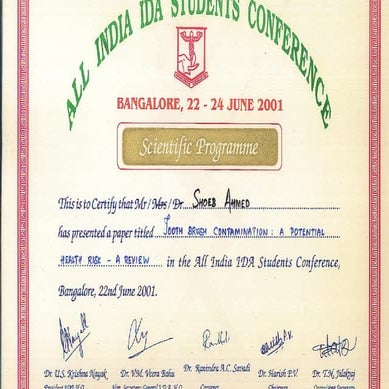 ALL INDIA IDA STUDENTS CONFERENCE
BANGALORE, 22 - 24 JUNE 2001
Scientific Programme
This is to Certify that Mr / Mrs / Dr. SHOEB AHMED
has presented a paper titled TOOTH BRUSH CONTAMINATION : A POTENTIAL
HEALTH RISK - A REVIEW in the All India IDA Students Conference,
Bangalore, 22nd June 2001.
Dr. U.S. Krishna Nayak Dr. V.M. Veera Babu Dr. Ravindra A.C. Savadi Dr. Harish P.V. Dr.